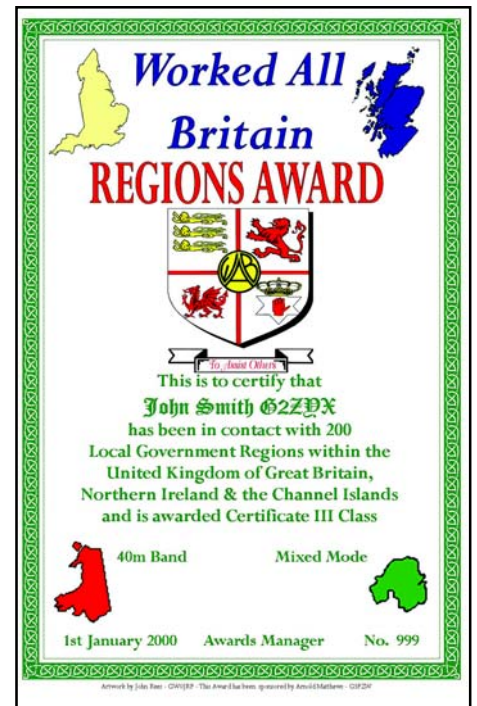 Worked All
Britain
REGIONS AWARD
WAB
To Assist Others
This is to certify that
John Smith G2ZYX
has been in contact with 200
Local Government Regions within the
United Kingdom of Great Britain,
Northern Ireland & the Channel Islands
and is awarded Certificate III Class
40m Band Mixed Mode
1st January 2000 Awards Manager No. 999
Artwork by John Rees - GW0JRF - This Award has been sponsored by Arnold Matthews - G3FZW